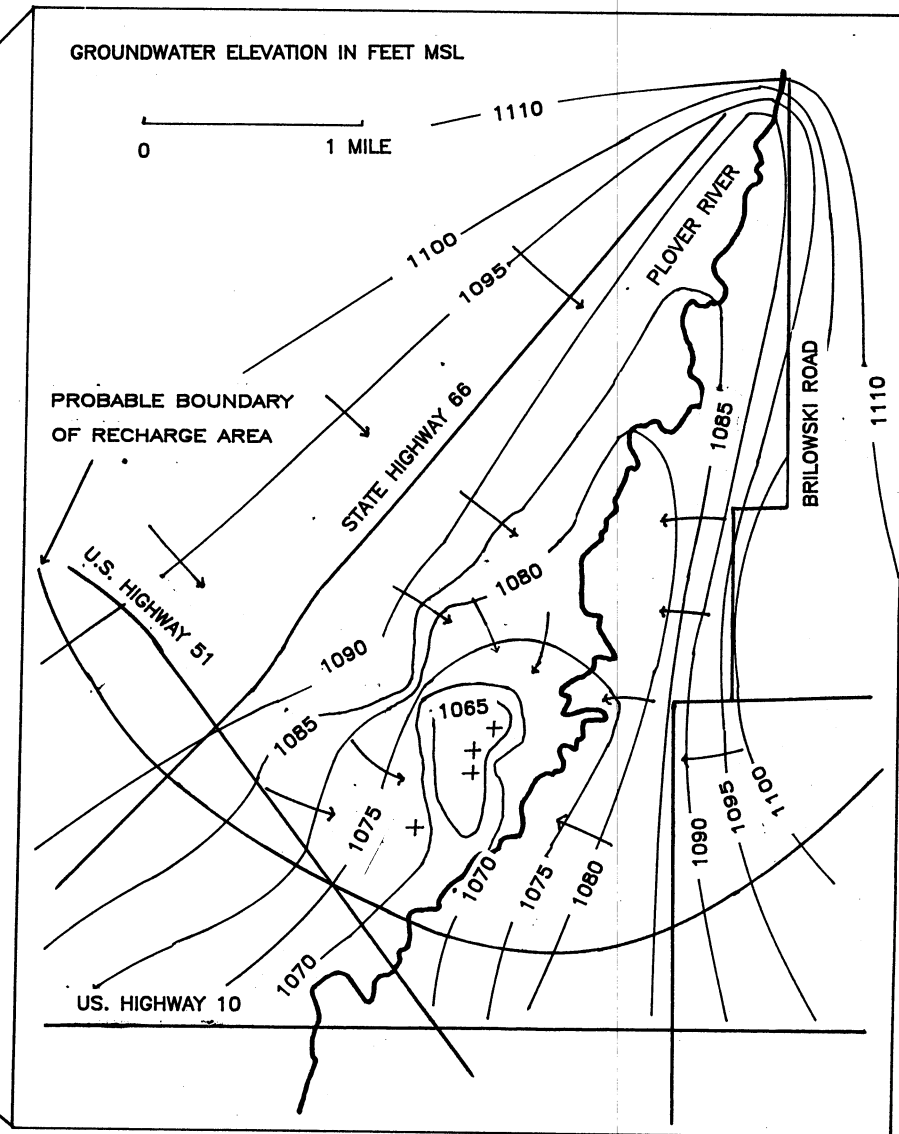 GROUNDWATER ELEVATION IN FEET MSL
0
1 MILE
1110
1100
1095
PLOVER RIVER
STATE HIGHWAY 66
BRILOWSKI ROAD
1110
1085
PROBABLE BOUNDARY
OF RECHARGE AREA
U.S. HIGHWAY 51
1080
1090
1085
1065
1075
1070
1075
1080
1090
1095
1100
1070
US. HIGHWAY 10